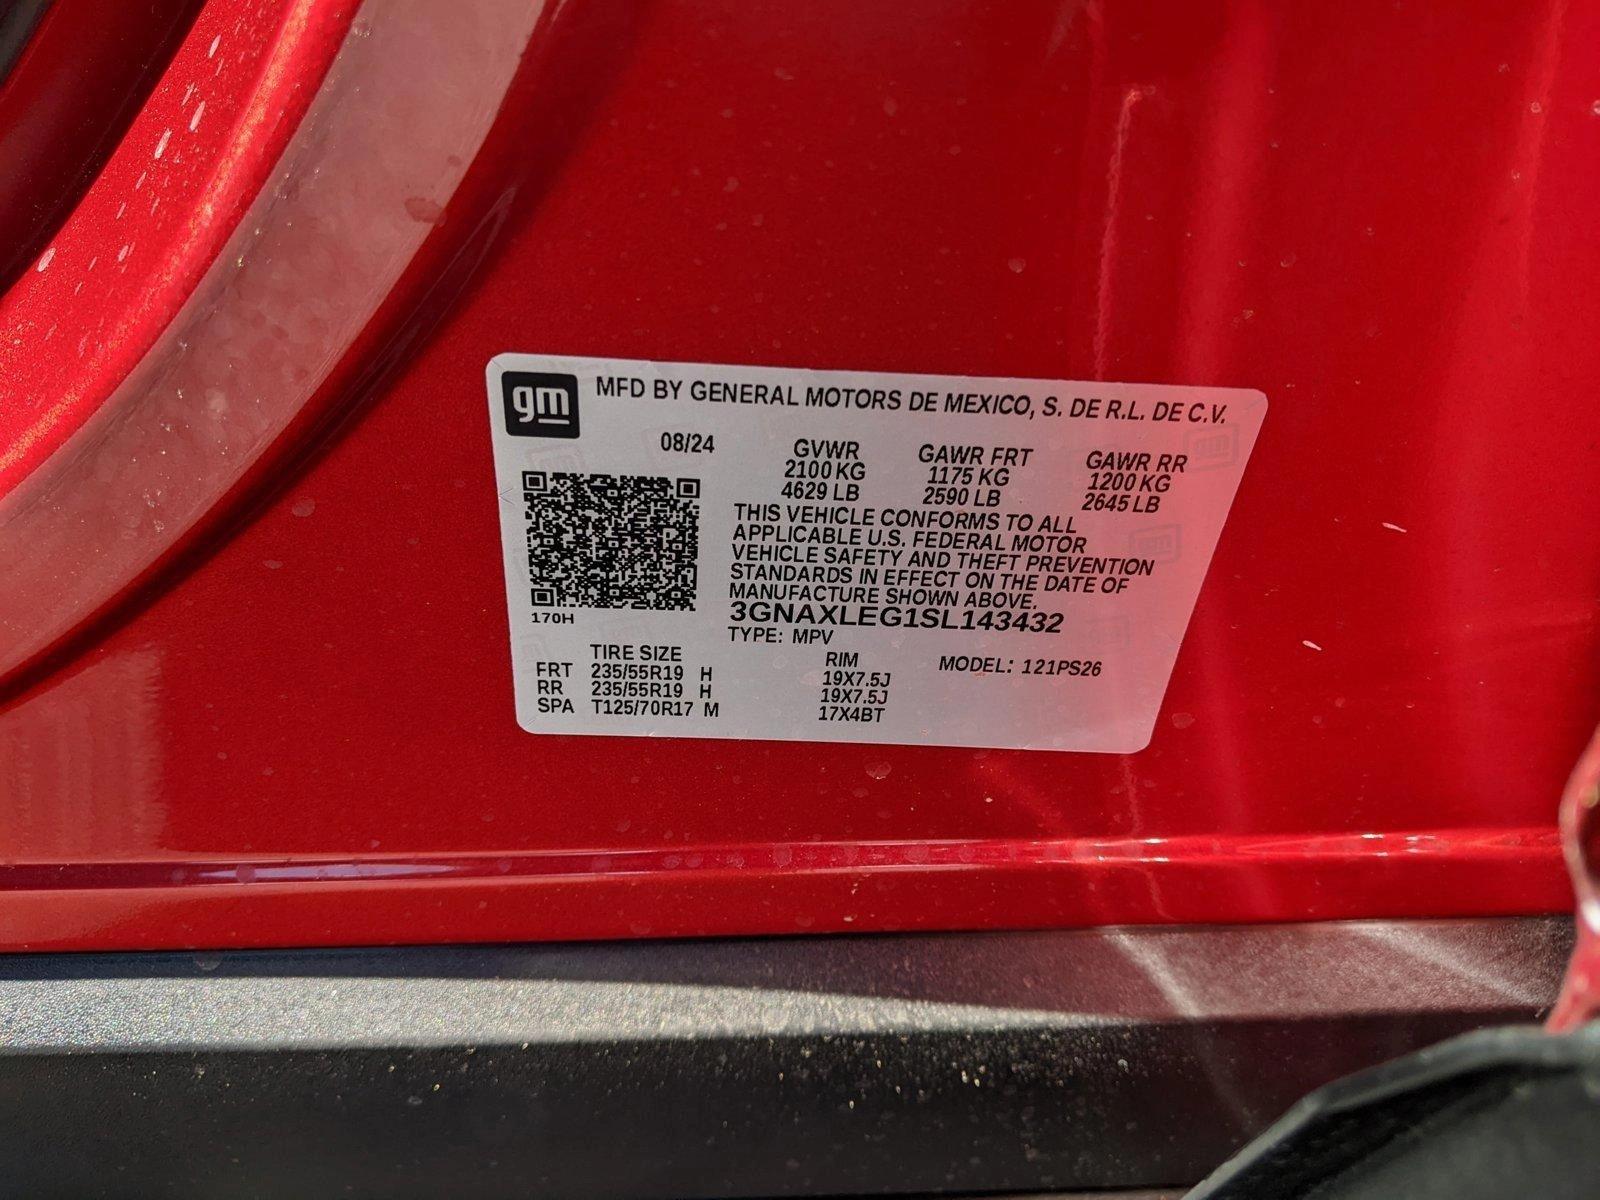 gm MFD BY GENERAL MOTORS DE MEXICO, S. DE R.L. DE C.V.
08/24 GVWR GAWR FRT GAWR RR
2100 KG 1175 KG 1200 KG
4629 LB 2590 LB 2645 LB
THIS VEHICLE CONFORMS TO ALL
APPLICABLE U.S. FEDERAL MOTOR
VEHICLE SAFETY AND THEFT PREVENTION
STANDARDS IN EFFECT ON THE DATE OF
MANUFACTURE SHOWN ABOVE.
170H 3GNAXLEG1SL143432
TYPE: MPV
TIRE SIZE RIM MODEL: 121PS26
FRT 235/55R19 H 19X7.5J
RR 235/55R19 H 19X7.5J
SPA T125/70R17 M 17X4BT